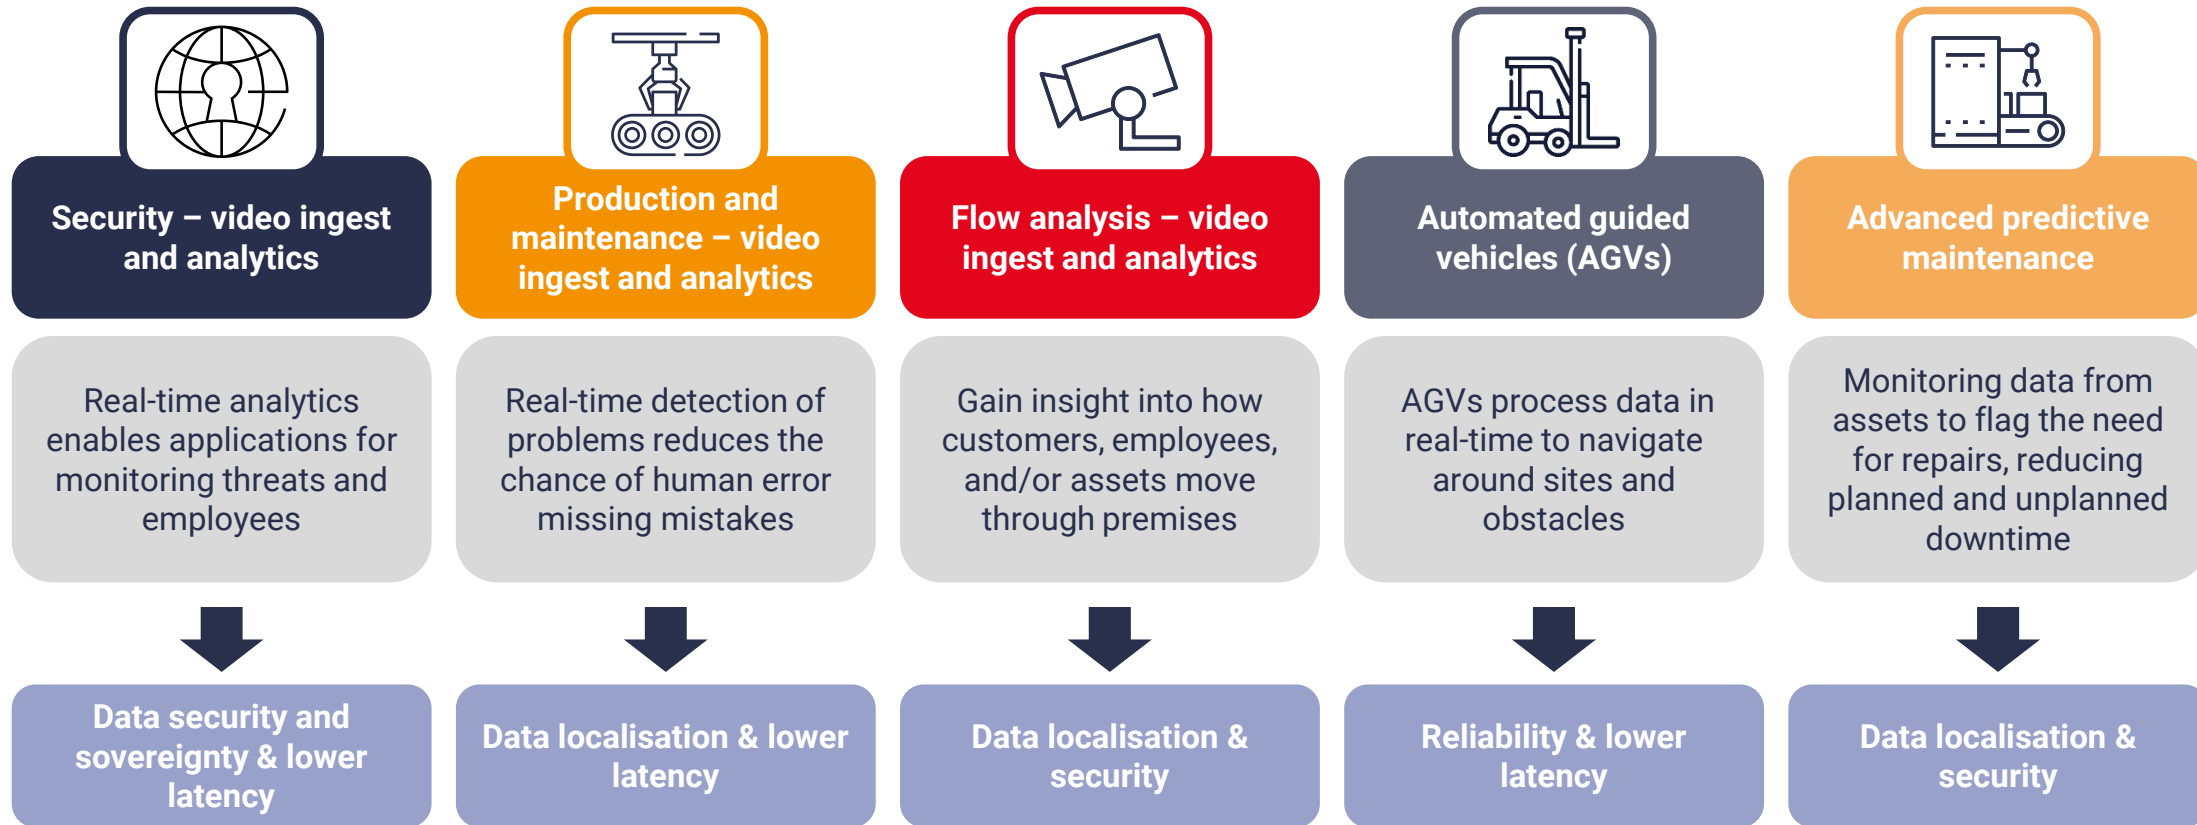 Security – video ingest
and analytics
Production and
maintenance – video
ingest and analytics
Flow analysis – video
ingest and analytics
Automated guided
vehicles (AGVs)
Advanced predictive
maintenance
Real-time analytics
enables applications for
monitoring threats and
employees
Real-time detection of
problems reduces the
chance of human error
missing mistakes
Gain insight into how
customers, employees,
and/or assets move
through premises
AGVs process data in
real-time to navigate
around sites and
obstacles
Monitoring data from
assets to flag the need
for repairs, reducing
planned and unplanned
downtime
Data security and
sovereignty & lower
latency
Data localisation & lower
latency
Data localisation &
security
Reliability & lower
latency
Data localisation &
security